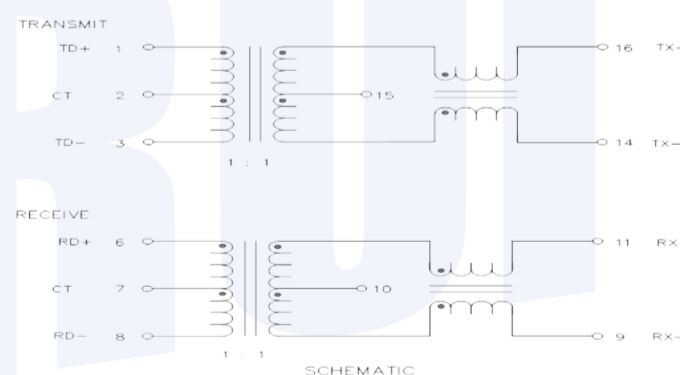 TRANSMIT
TD+ 1 16 TX-
CT 2 15
TD- 3 14 TX-
1 : 1
RECEIVE
RD+ 6 11 RX
CT 7 10
RD- 8 9 RX-
1 : 1
SCHEMATIC